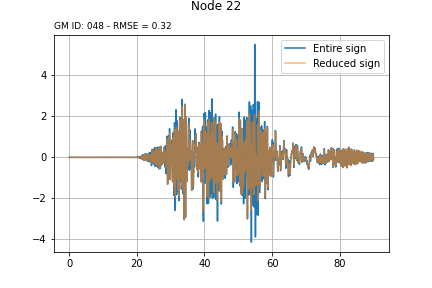 Node 22
GM ID: 048 - RMSE = 0.32
Entire sign
Reduced sign
4
2
0
−2
−4
0 20 40 60 80